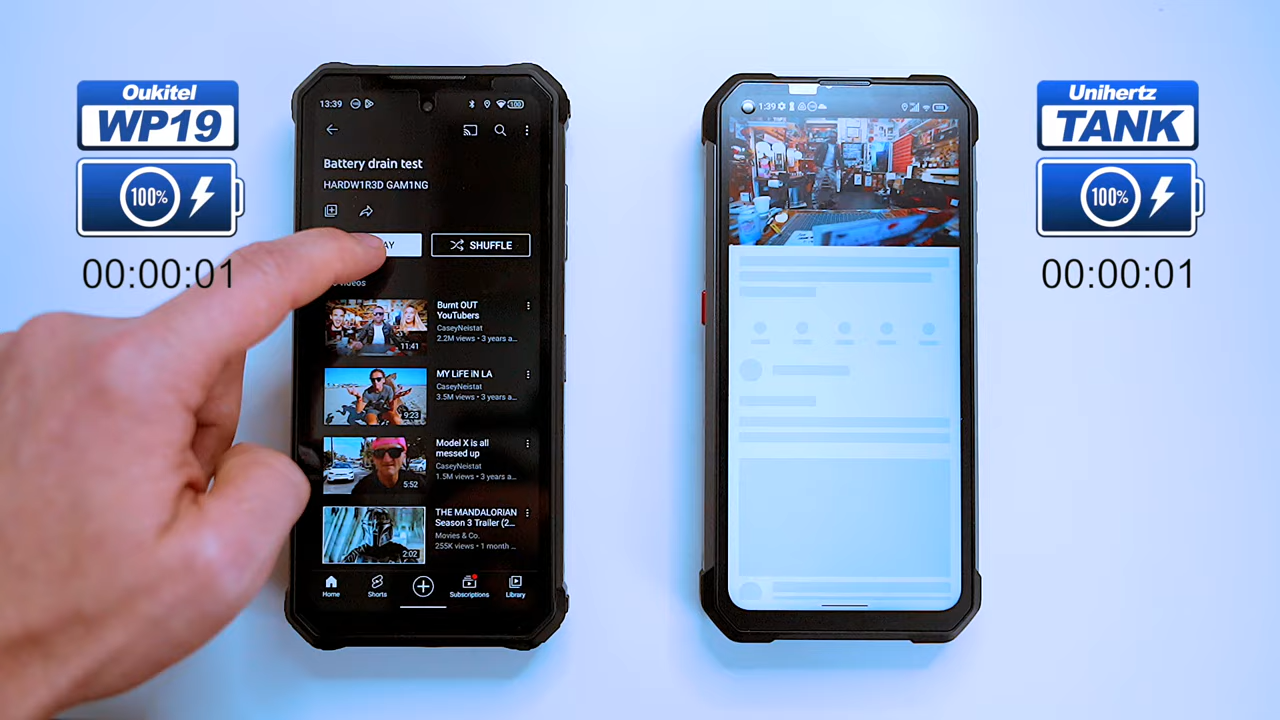 Oukitel
WP19
100%
00:00:01
13:39
100
Battery drain test
HARDW1R3D GAM1NG
AY
SHUFFLE
videos
Burnt OUT
YouTubers
CaseyNeistat
2.2M views • 3 years a...
11:41
MY LiFE iN LA
CaseyNeistat
3.5M views • 3 years a...
9:23
Model X is all
messed up
CaseyNeistat
1.5M views • 3 years a...
5:52
THE MANDALORIAN
Season 3 Trailer (2...
Movies & Co.
255K views • 1 month ...
2:02
Home
Shorts
Subscriptions
Library
1:39
Unihertz
TANK
100%
00:00:01